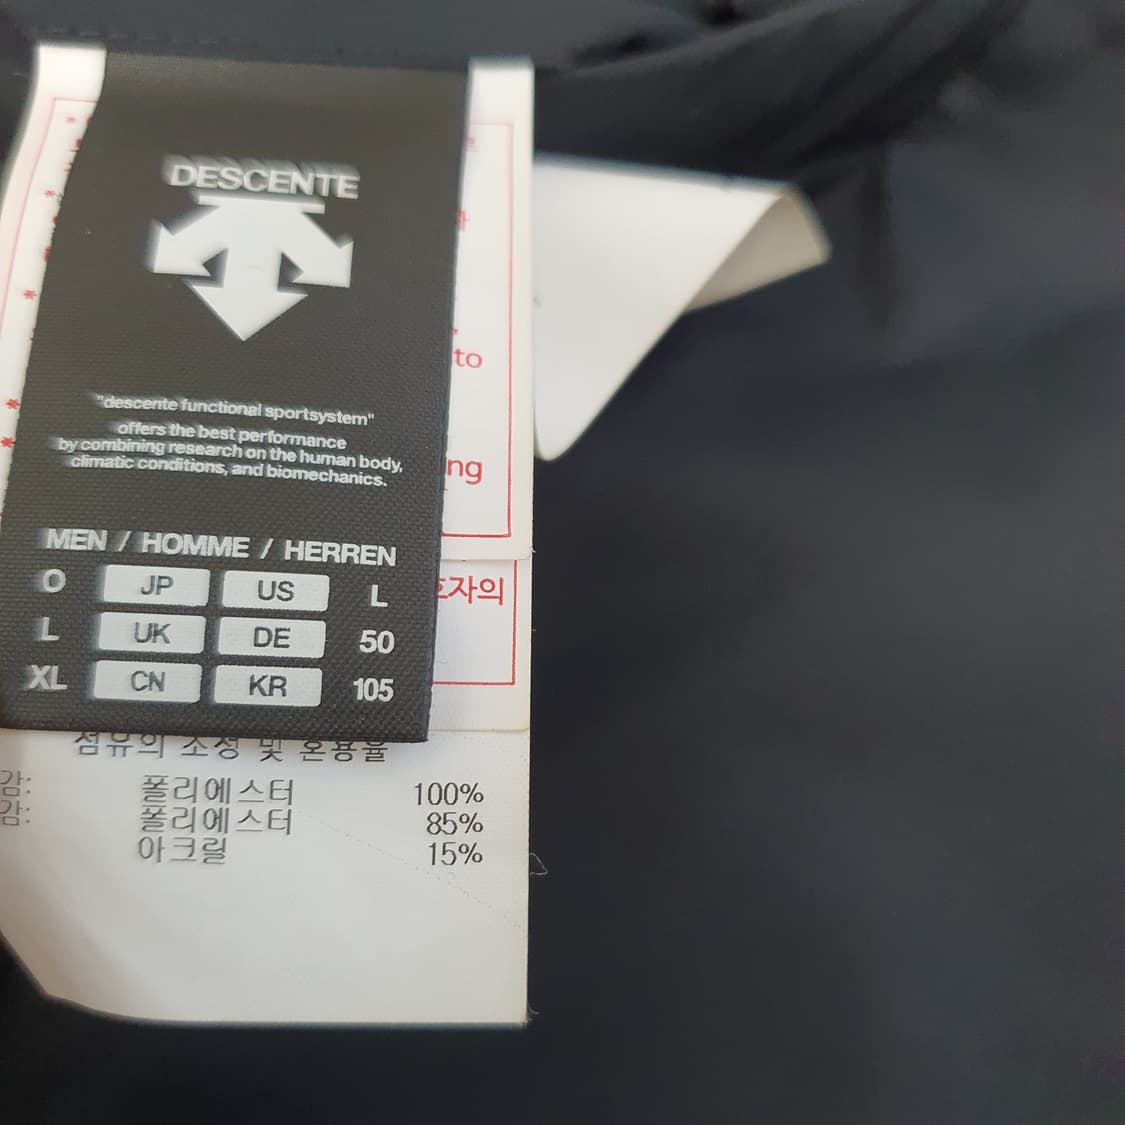 DESCENTE
"descente functional sportsystem"
offers the best performance
by combining research on the human body,
climatic conditions, and biomechanics.
MEN / HOMME / HERREN
O JP US L
L UK DE 50
XL CN KR 105
to
ng
자의
섬유의 조성 및 혼용율
감: 폴리에스터 100%
감: 폴리에스터 85%
아크릴 15%